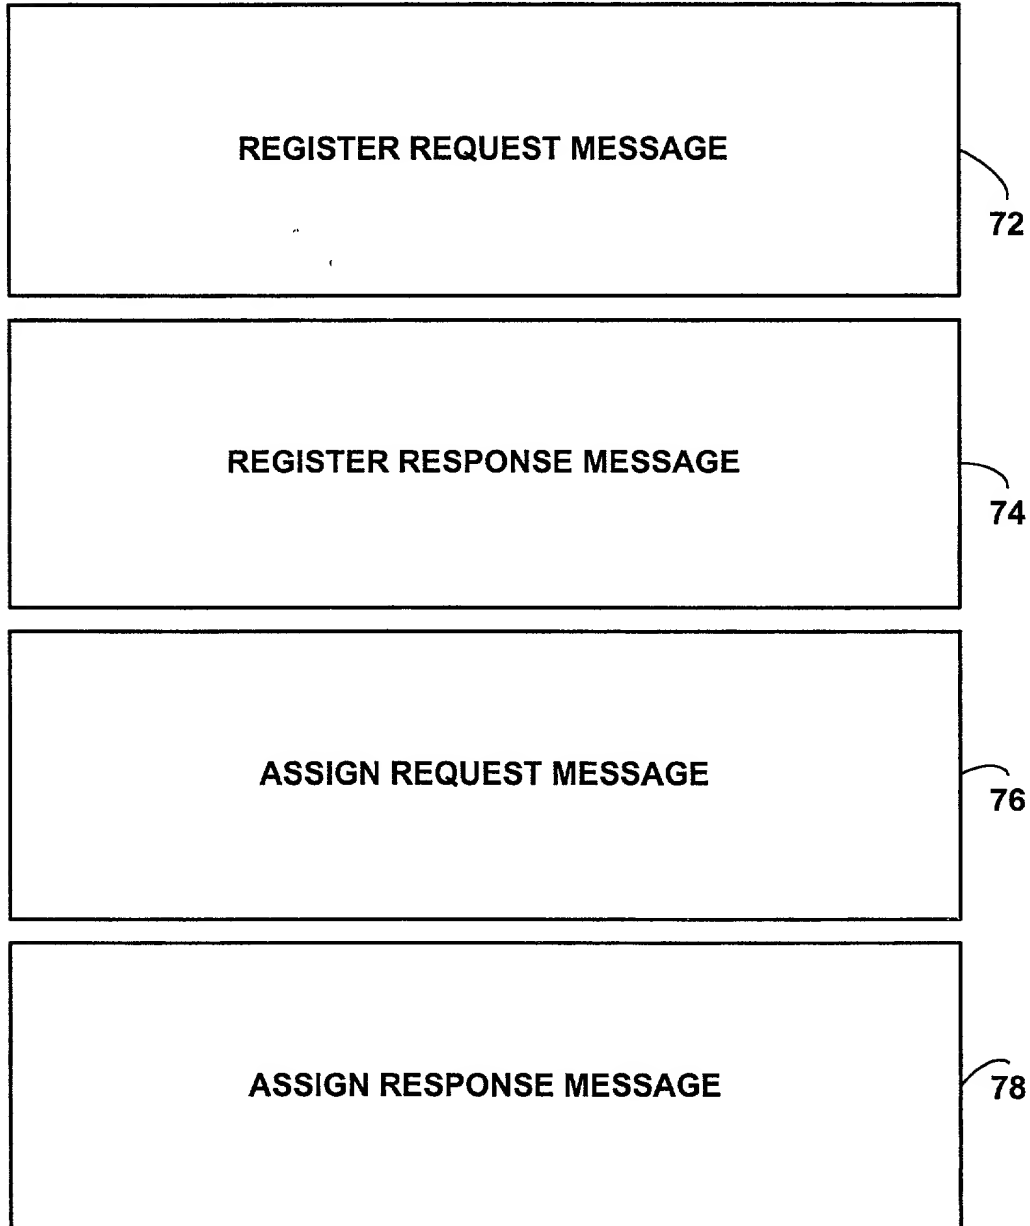 REGISTER REQUEST MESSAGE
72
REGISTER RESPONSE MESSAGE
74
ASSIGN REQUEST MESSAGE
76
ASSIGN RESPONSE MESSAGE
78